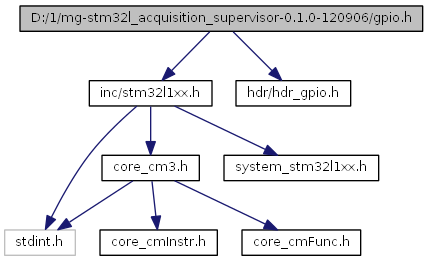 D:/1/mg-stm32l_acquisition_supervisor-0.1.0-120906/gpio.h
inc/stm32l1xx.h
hdr/hdr_gpio.h
core_cm3.h
system_stm32l1xx.h
stdint.h
core_cmInstr.h
core_cmFunc.h